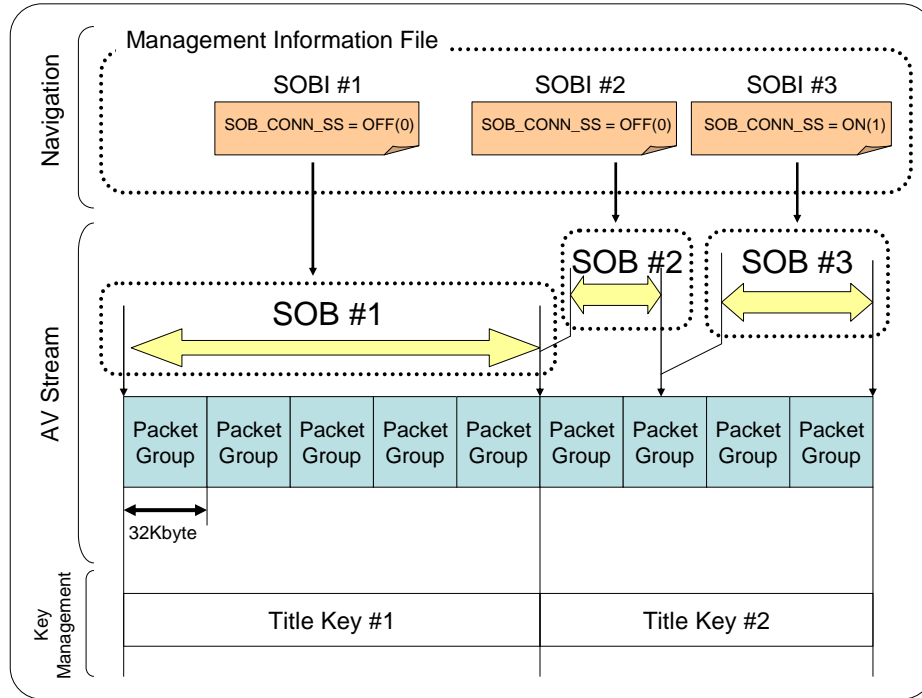 Navigation
Management Information File
SOBI #1
SOBI #2
SOBI #3
SOB_CONN_SS = OFF(0)
SOB_CONN_SS = OFF(0)
SOB_CONN_SS = ON(1)
AV Stream
SOB #1
SOB #2
SOB #3
Packet
Group
Packet
Group
Packet
Group
Packet
Group
Packet
Group
Packet
Group
Packet
Group
Packet
Group
32Kbyte
Key
Management
Title Key #1
Title Key #2